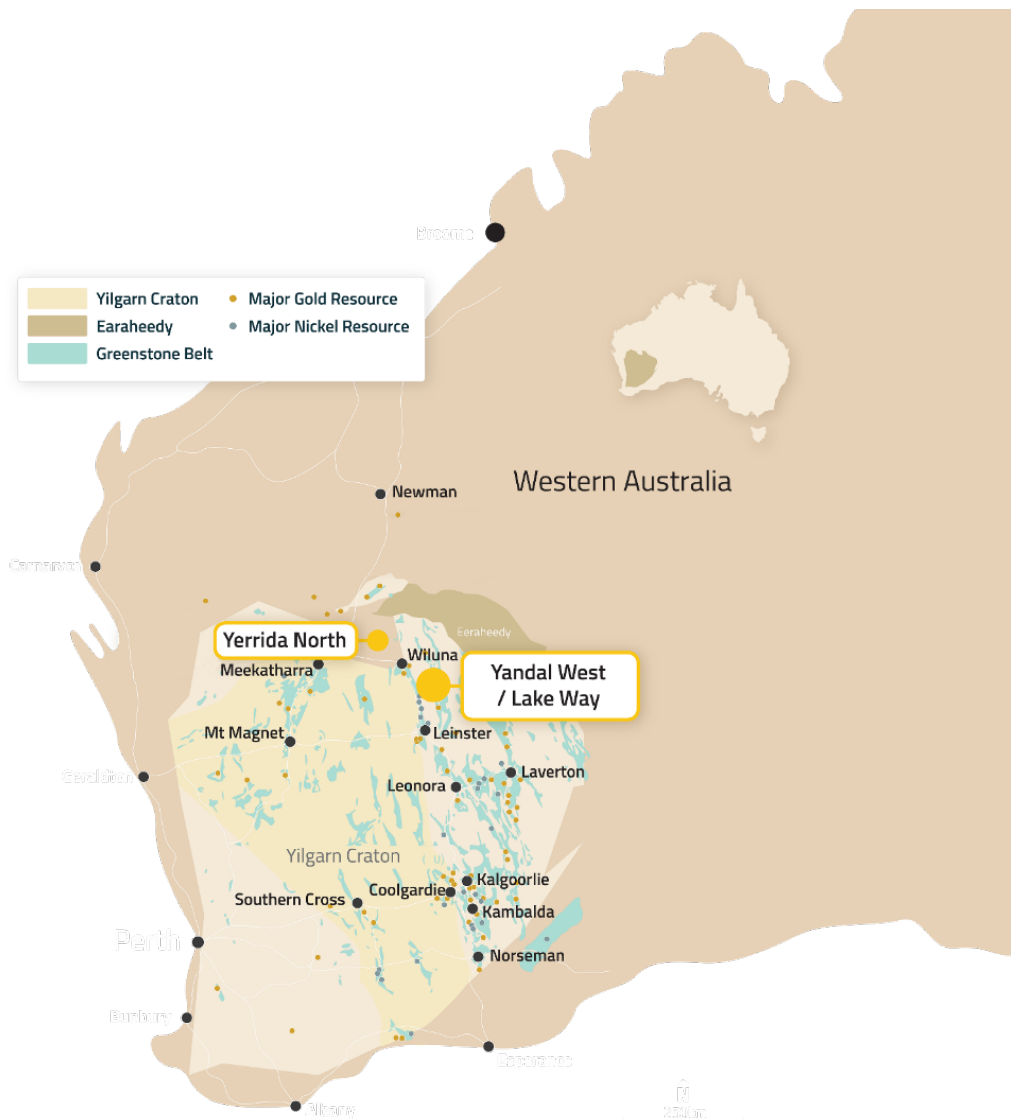 Broome
Yilgarn Craton
Major Gold Resource
Earaheedy
Major Nickel Resource
Greenstone Belt
Western Australia
Newman
Carnarvon
Eeraheedy
Yerrida North
Wiluna
Meekatharra
Yandal West
/ Lake Way
Mt Magnet
Leinster
Geraldton
Laverton
Leonora
Yilgarn Craton
Kalgoorlie
Coolgardie
Southern Cross
Kambalda
Perth
Norseman
Bunbury
Esperance
Albany
N